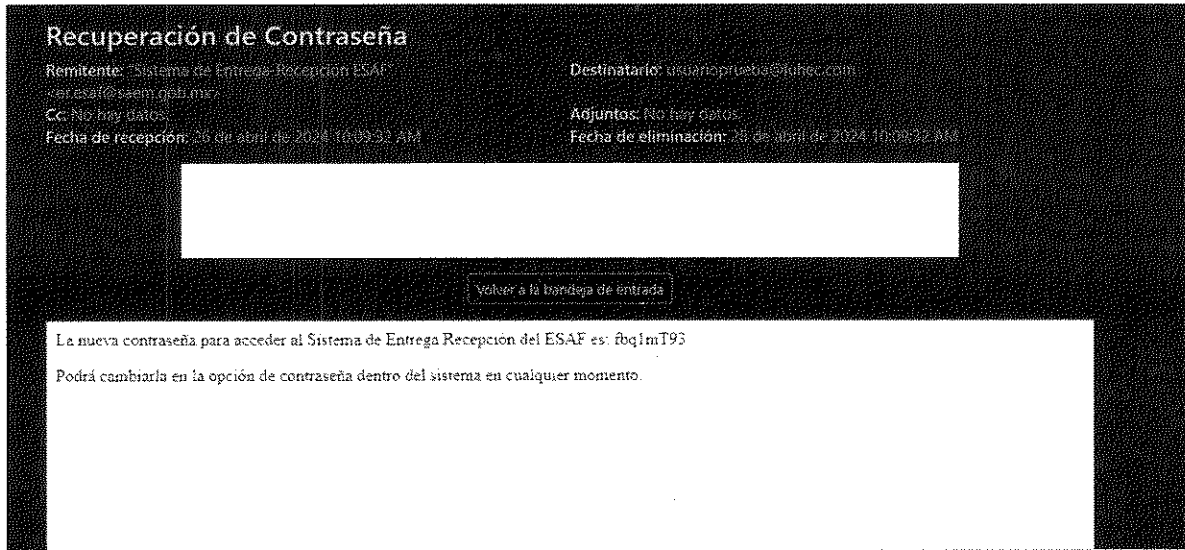 Recuperación de Contraseña
Remitente: "Sistema de Entrega-Recepción ESAF"
<er.esaf@saem.gob.mx>
Destinatario: usuarioprueba@
Cc: No hay datos
Adjuntos: No hay datos
Fecha de recepción: 26 de abril de 2024 10:09:32 AM
Fecha de eliminación: 28 de abril de 2024 10:09:32 AM
Volver a la bandeja de entrada
La nueva contraseña para acceder al Sistema de Entrega Recepción del ESAF es: fbq1mT93
Podrá cambiarla en la opción de contraseña dentro del sistema en cualquier momento.